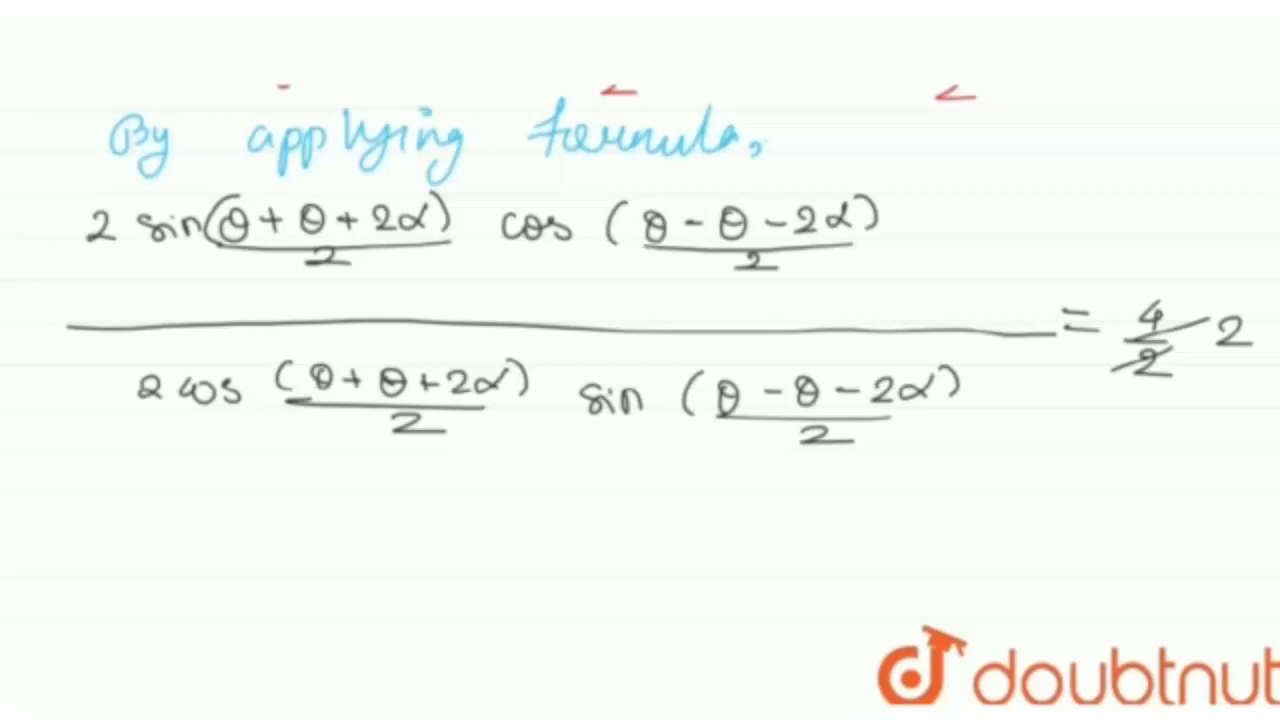 By applying formula,
2 sin(θ + θ + 2α) cos (θ - θ - 2α)
2 2
= 4 2
2
2 cos (θ + θ + 2α) sin (θ - θ - 2α)
2 2
doubtnut